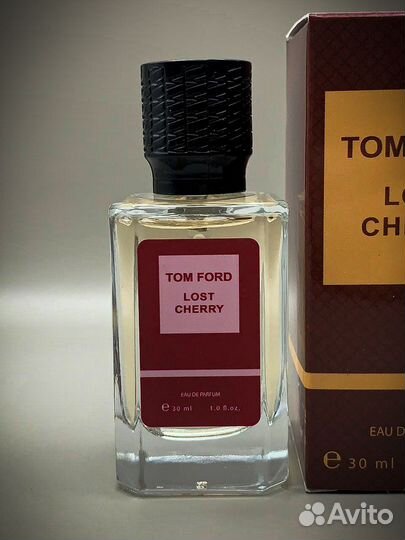 TOM FORD
LOST
CHERRY
EAU DE PARFUM
e 30 ml 1.0 fl.oz.
TOM
LO
CHE
EAU D
e 30 ml
Avito